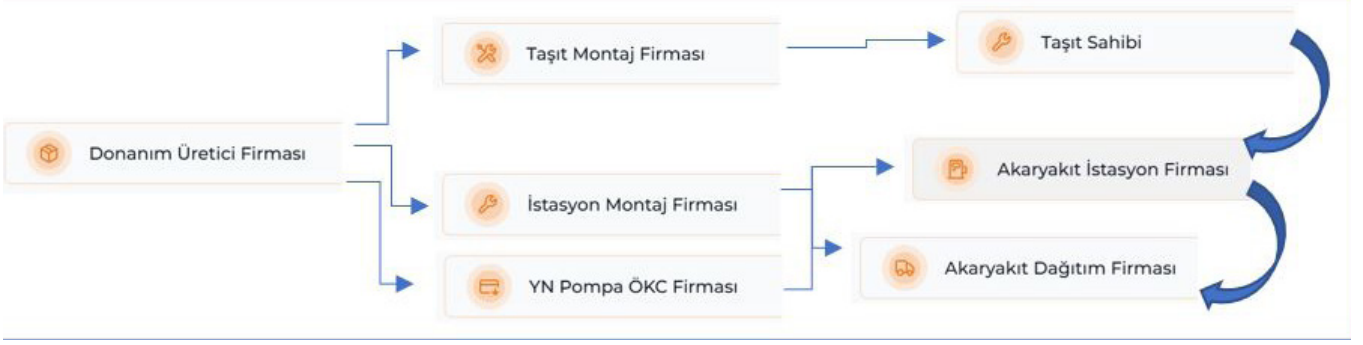 Taşıt Montaj Firması
Taşıt Sahibi
Donanım Üretici Firması
Akaryakıt İstasyon Firması
İstasyon Montaj Firması
Akaryakıt Dağıtım Firması
YN Pompa ÖKC Firması